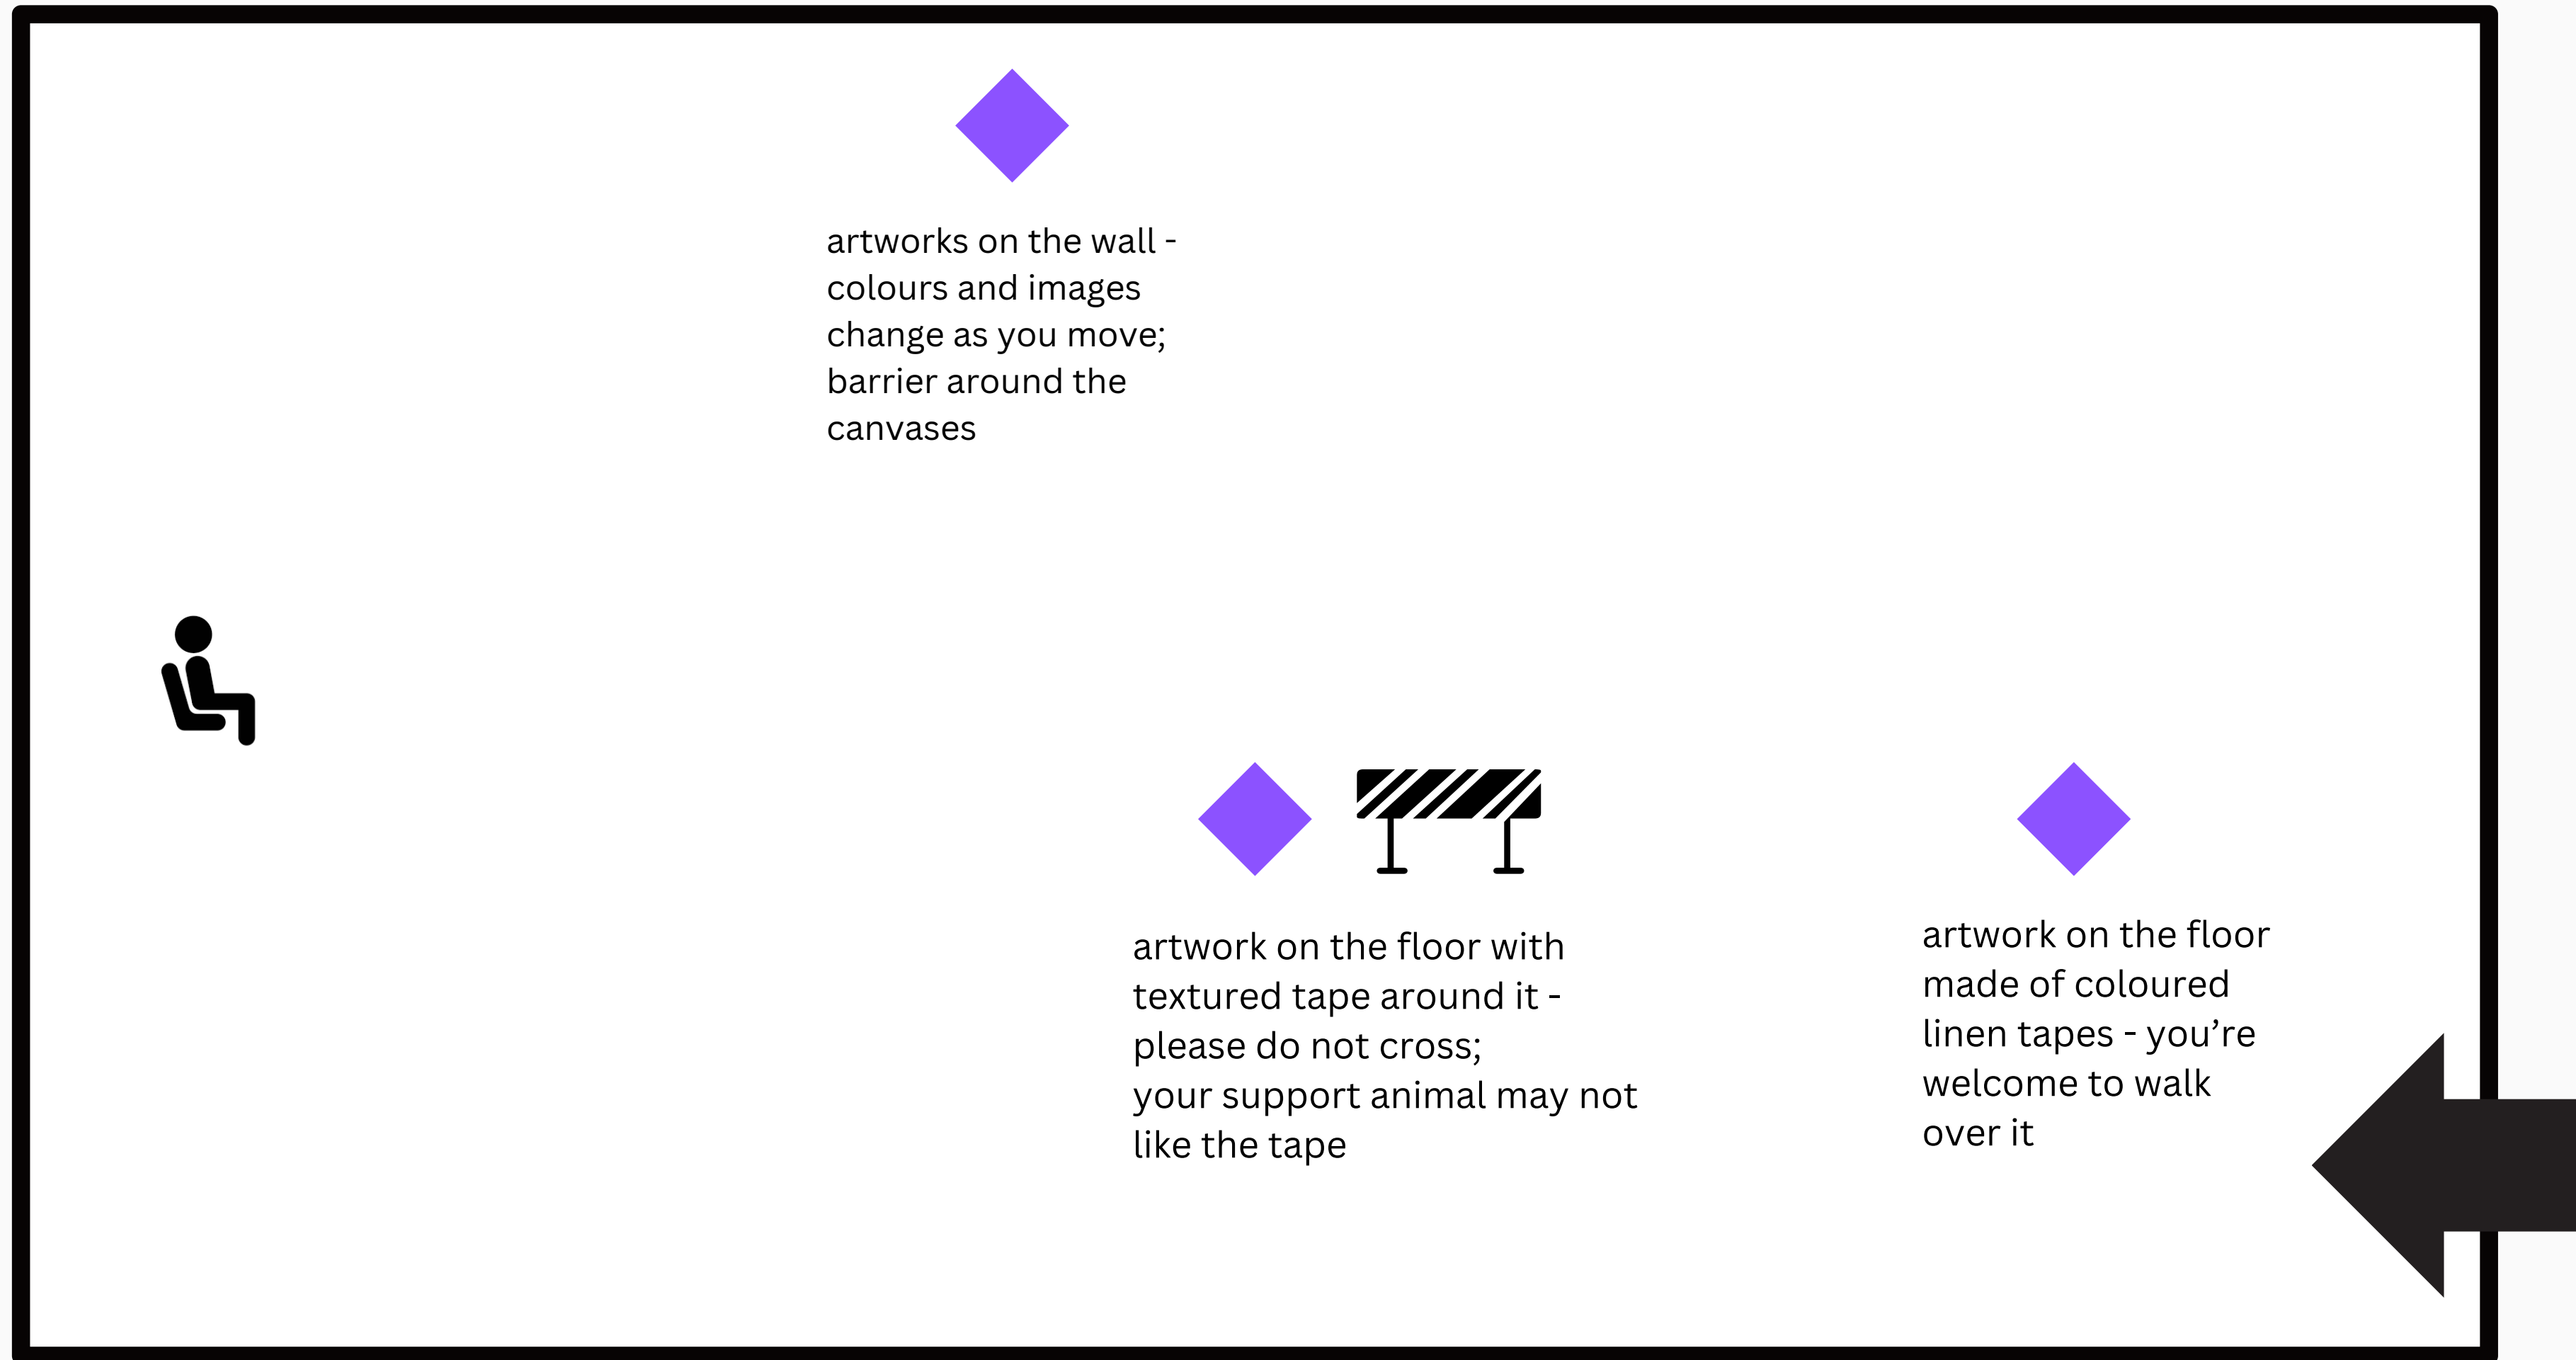 artworks on the wall -
colours and images
change as you move;
barrier around the
canvases
artwork on the floor with
textured tape around it -
please do not cross;
your support animal may not
like the tape
artwork on the floor
made of coloured
linen tapes - you’re
welcome to walk
over it